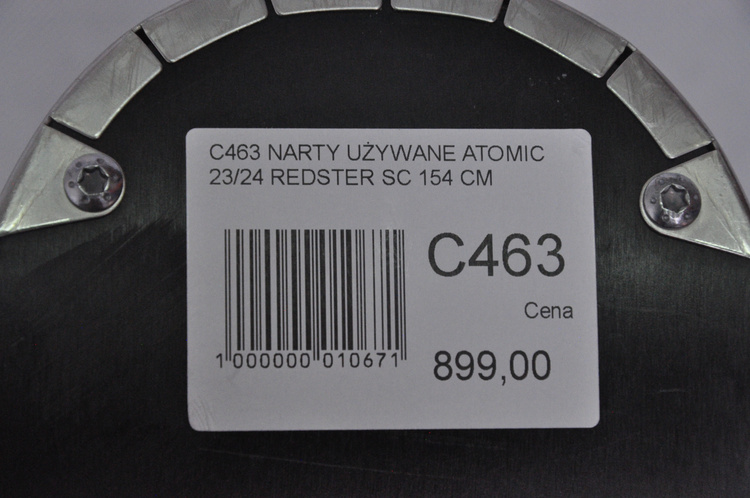 C463 NARTY UŻYWANE ATOMIC
23/24 REDSTER SC 154 CM
C463
Cena
899,00
1 000000 010671